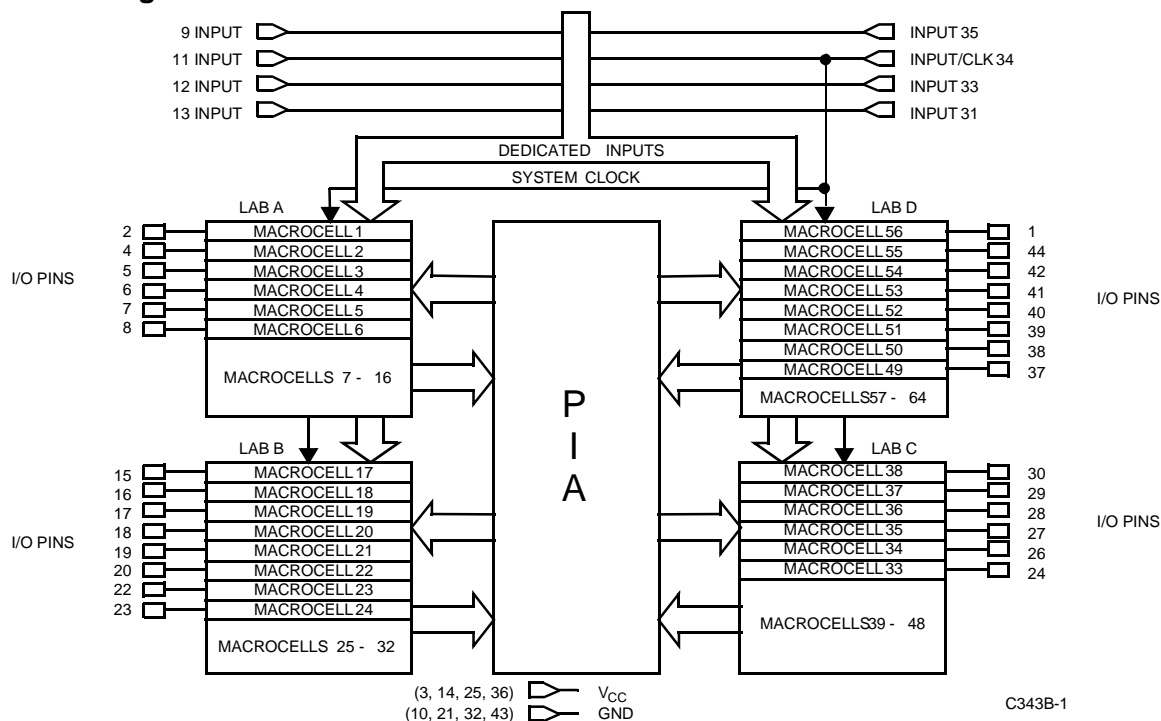 9 INPUT INPUT 35
11 INPUT INPUT/CLK 34
12 INPUT INPUT 33
13 INPUT INPUT 31
DEDICATED INPUTS
SYSTEM CLOCK
LAB A LAB D
2 MACROCELL 1 MACROCELL 56 1
4 MACROCELL 2 MACROCELL 55 44
5 MACROCELL 3 MACROCELL 54 42
I/O PINS 6 MACROCELL 4 MACROCELL 53 41 I/O PINS
7 MACROCELL 5 MACROCELL 52 40
8 MACROCELL 6 MACROCELL 51 39
MACROCELL 50 38
MACROCELL 49 37
MACROCELLS 7 - 16 MACROCELLS 57 - 64
P
I
A
LAB B LAB C
15 MACROCELL 17 MACROCELL 38 30
16 MACROCELL 18 MACROCELL 37 29
17 MACROCELL 19 MACROCELL 36 28
18 MACROCELL 20 MACROCELL 35 27
I/O PINS 19 MACROCELL 21 MACROCELL 34 26 I/O PINS
20 MACROCELL 22 MACROCELL 33 24
22 MACROCELL 23
23 MACROCELL 24
MACROCELLS 25 - 32 MACROCELLS 39 - 48
(3, 14, 25, 36) VCC
(10, 21, 32, 43) GND
C343B-1